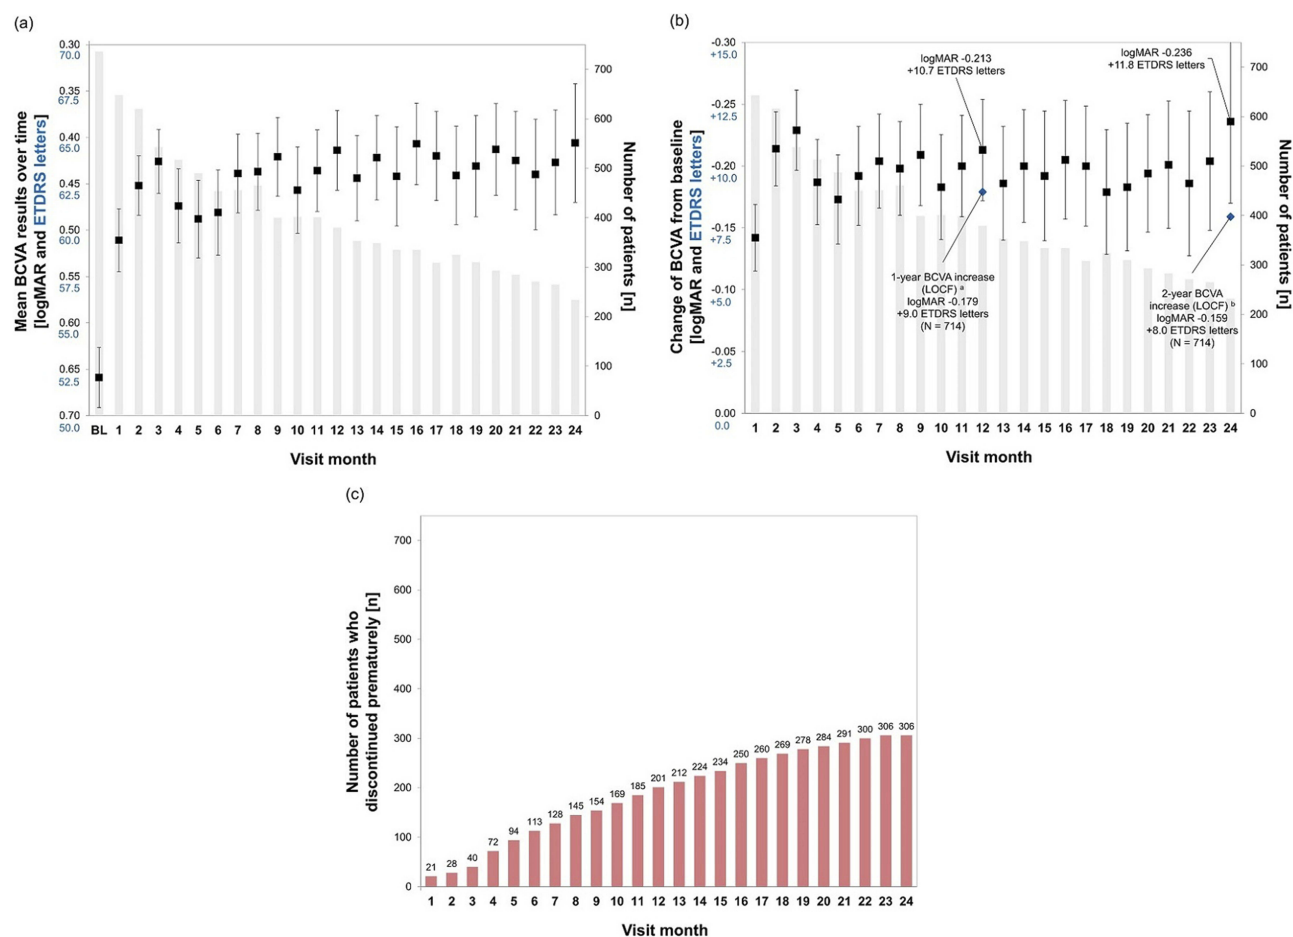 (a)
Mean BCVA results over time
[logMAR and ETDRS letters]
0.30
70.0
0.35
67.5
0.40
65.0
0.45
62.5
0.50
60.0
0.55
57.5
0.60
55.0
0.65
52.5
0.70
50.0
700
600
500
400
300
200
100
0
Number of patients [n]
BL 1 2 3 4 5 6 7 8 9 10 11 12 13 14 15 16 17 18 19 20 21 22 23 24
Visit month
(b)
Change of BCVA from baseline
[logMAR and ETDRS letters]
-0.30
+15.0
-0.25
+12.5
-0.20
+10.0
-0.15
+7.5
-0.10
+5.0
-0.05
+2.5
0.00
0.0
logMAR -0.213
+10.7 ETDRS letters
logMAR -0.236
+11.8 ETDRS letters
1-year BCVA increase
(LOCF) a
logMAR -0.179
+9.0 ETDRS letters
(N = 714)
2-year BCVA
increase (LOCF) b
logMAR -0.159
+8.0 ETDRS letters
(N = 714)
700
600
500
400
300
200
100
0
Number of patients [n]
1 2 3 4 5 6 7 8 9 10 11 12 13 14 15 16 17 18 19 20 21 22 23 24
Visit month
(c)
Number of patients who
discontinued prematurely [n]
700
600
500
400
300
200
100
0
21 28 40 72 94 113 128 145 154 169 185 201 212 224 234 250 260 269 278 284 291 300 306 306
1 2 3 4 5 6 7 8 9 10 11 12 13 14 15 16 17 18 19 20 21 22 23 24
Visit month